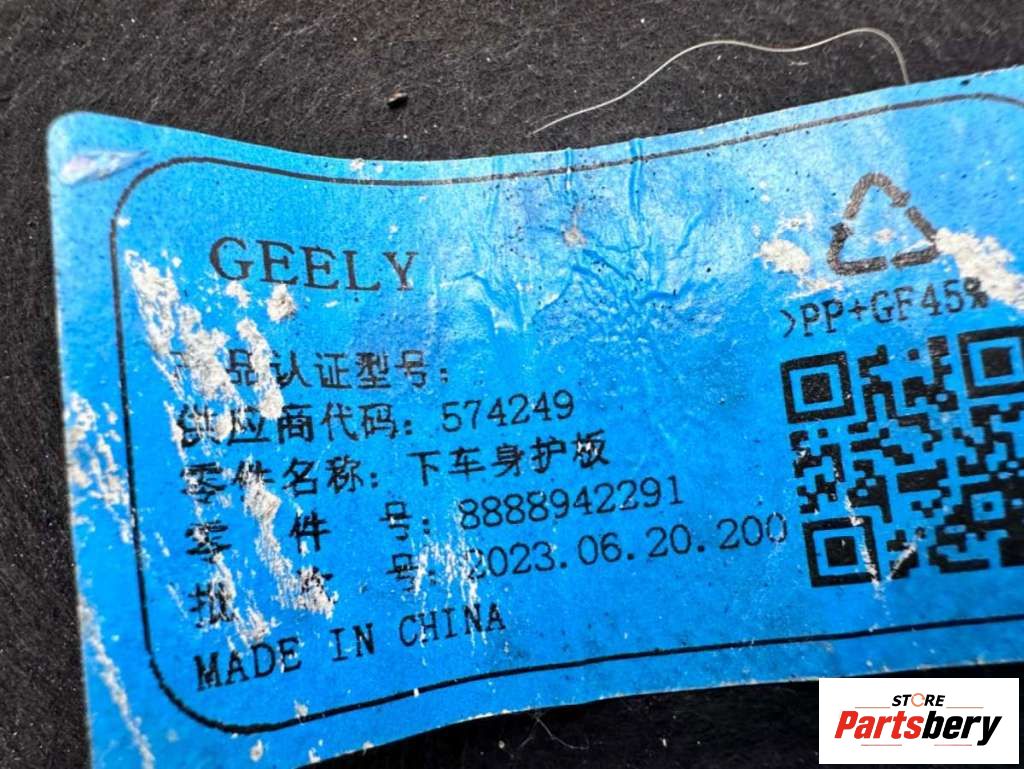 GEELY
>PP+GF45%
产品认证型号:
供应商代码: 574249
零件名称: 下车身护板
零 件 号: 8888942291
批 次 号: 2023.06.20.200
MADE IN CHINA
STORE
Partsbery